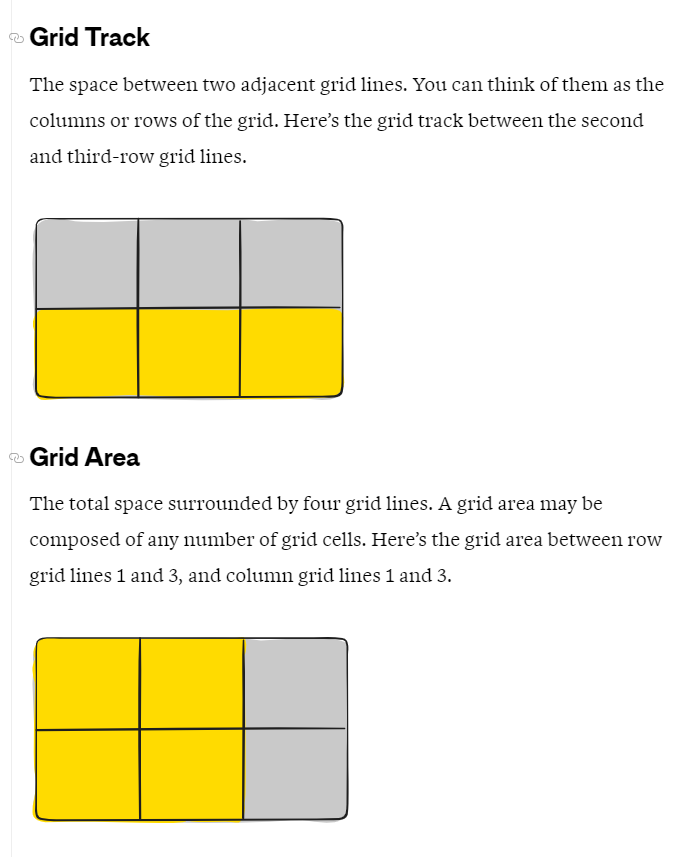 Grid Track
The space between two adjacent grid lines. You can think of them as the
columns or rows of the grid. Here’s the grid track between the second
and third-row grid lines.
Grid Area
The total space surrounded by four grid lines. A grid area may be
composed of any number of grid cells. Here’s the grid area between row
grid lines 1 and 3, and column grid lines 1 and 3.